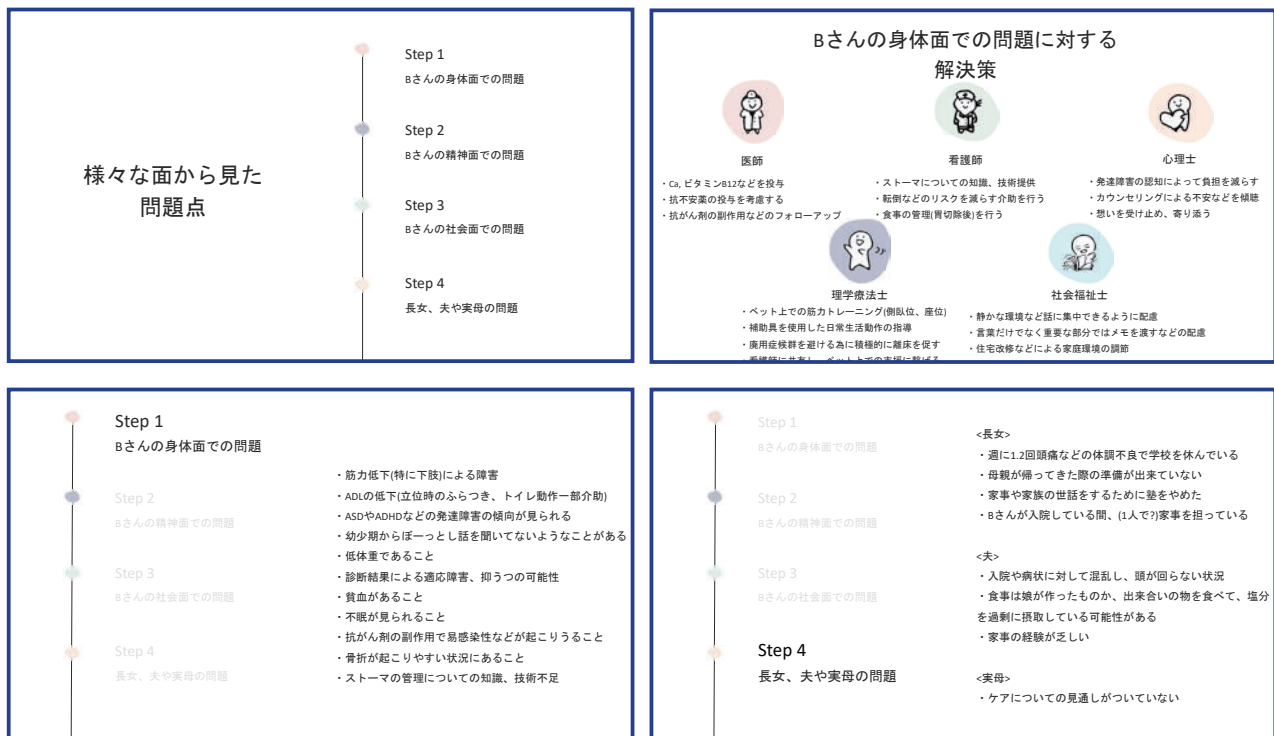 様々な面から見た
問題点
Step 1
Bさんの身体面での問題
Step 2
Bさんの精神面での問題
Step 3
Bさんの社会面での問題
Step 4
長女、夫や実母の問題
Bさんの身体面での問題に対する
解決策
医師
・Ca, ビタミンB12などを投与
・抗不安薬の投与を考慮する
・抗がん剤の副作用などのフォローアップ
看護師
・ストーマについての知識、技術提供
・転倒などのリスクを減らす介助を行う
・食事の管理(胃切除後)を行う
心理士
・発達障害の認知によって負担を減らす
・カウンセリングによる不安などを傾聴
・想いを受け止め、寄り添う
理学療法士
・ベット上での筋力トレーニング(側臥位、座位)
・補助具を使用した日常生活動作の指導
・廃用症候群を避ける為に積極的に離床を促す
・看護師に共有し、ベット上での支援に繋げる
社会福祉士
・静かな環境など話に集中できるように配慮
・言葉だけでなく重要な部分ではメモを渡すなどの配慮
・住宅改修などによる家庭環境の調節
Step 1
Bさんの身体面での問題
Step 2
Bさんの精神面での問題
Step 3
Bさんの社会面での問題
Step 4
長女、夫や実母の問題
・筋力低下(特に下肢)による障害
・ADLの低下(立位時のふらつき、トイレ動作一部介助)
・ASDやADHDなどの発達障害の傾向が見られる
・幼少期からぼーっとし話を聞いてないようなことがある
・低体重であること
・診断結果による適応障害、抑うつの可能性
・貧血があること
・不眠が見られること
・抗がん剤の副作用で易感染性などが起こりうること
・骨折が起こりやすい状況にあること
・ストーマの管理についての知識、技術不足
Step 1
Bさんの身体面での問題
Step 2
Bさんの精神面での問題
Step 3
Bさんの社会面での問題
Step 4
長女、夫や実母の問題
<長女>
・週に1.2回頭痛などの体調不良で学校を休んでいる
・母親が帰ってきた際の準備が出来ていない
・家事や家族の世話をするために塾をやめた
・Bさんが入院している間、(1人で?)家事を担っている
<夫>
・入院や病状に対して混乱し、頭が回らない状況
・食事は娘が作ったものか、出来合いの物を食べて、塩分
を過剰に摂取している可能性がある
・家事の経験が乏しい
<実母>
・ケアについての見通しがついていない